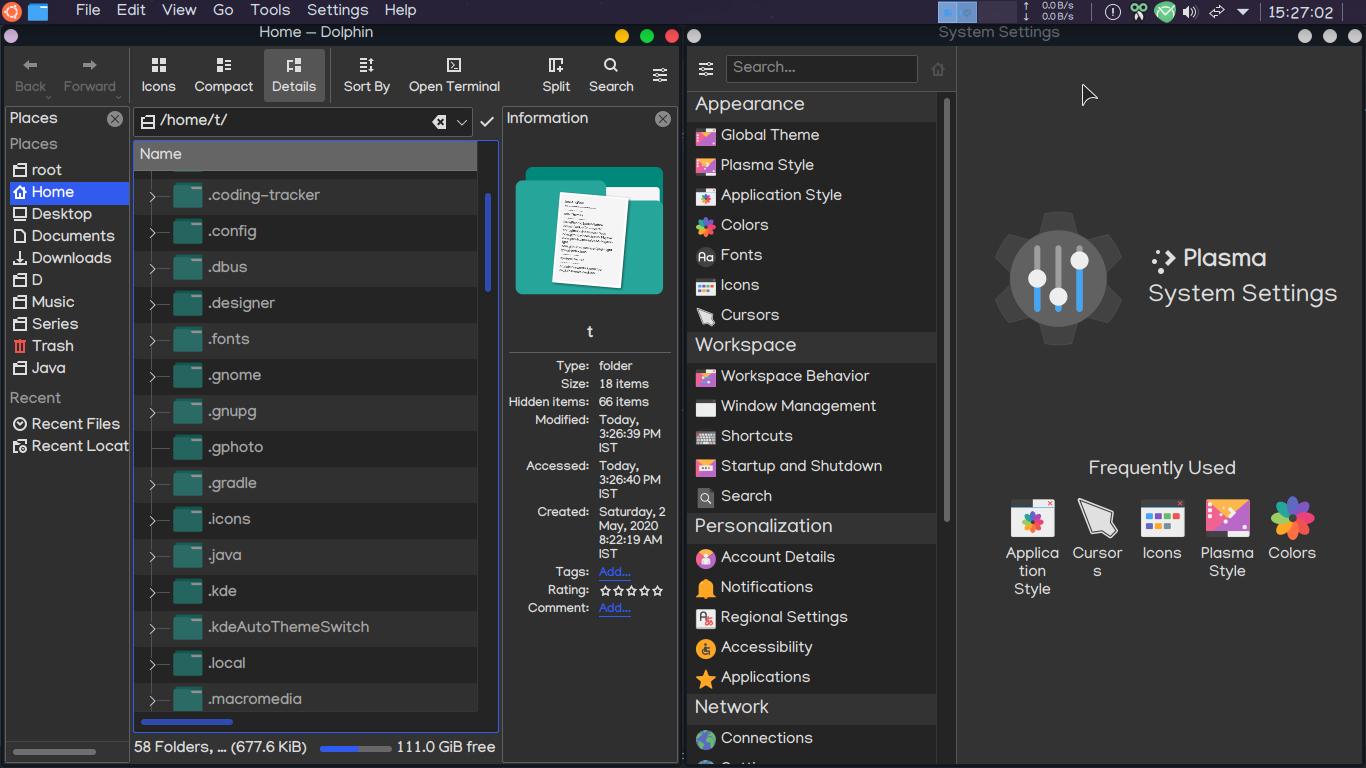 File Edit View Go Tools Settings Help
0.0 B/s
0.0 B/s
15:27:02
Home — Dolphin
Back
Forward
Icons
Compact
Details
Sort By
Open Terminal
Split
Search
Places
Places
root
Home
Desktop
Documents
Downloads
D
Music
Series
Trash
Java
Recent
Recent Files
Recent Locat
/home/t/
Name
.coding-tracker
.config
.dbus
.designer
.fonts
.gnome
.gnupg
.gphoto
.gradle
.icons
.java
.kde
.kdeAutoThemeSwitch
.local
.macromedia
58 Folders, ... (677.6 KiB)
111.0 GiB free
Information
t
Type: folder
Size: 18 items
Hidden items: 66 items
Modified: Today,
3:26:39 PM
IST
Accessed: Today,
3:26:40 PM
IST
Created: Saturday, 2
May, 2020
8:22:19 AM
IST
Tags: Add...
Rating:
Comment: Add...
System Settings
Search...
Appearance
Global Theme
Plasma Style
Application Style
Colors
Fonts
Icons
Cursors
Workspace
Workspace Behavior
Window Management
Shortcuts
Startup and Shutdown
Search
Personalization
Account Details
Notifications
Regional Settings
Accessibility
Applications
Network
Connections
Plasma
System Settings
Frequently Used
Applica
tion
Style
Cursor
s
Icons
Plasma
Style
Colors